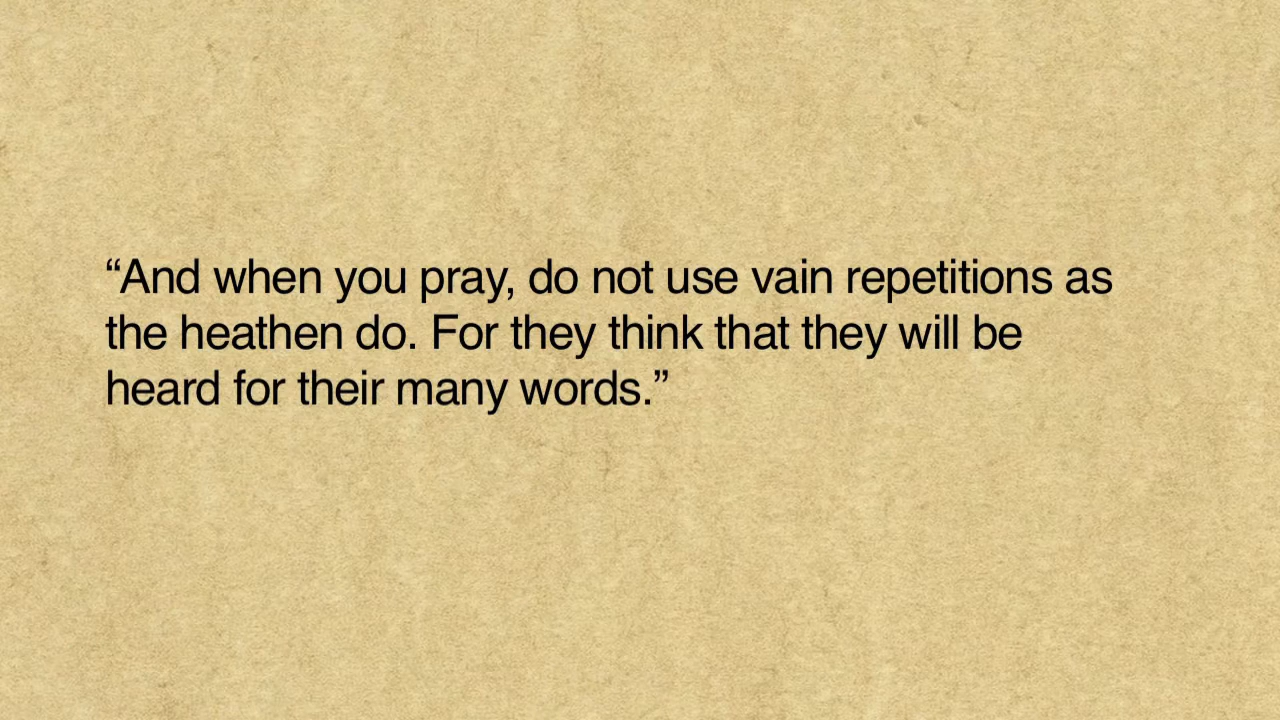 “And when you pray, do not use vain repetitions as
the heathen do. For they think that they will be
heard for their many words.”